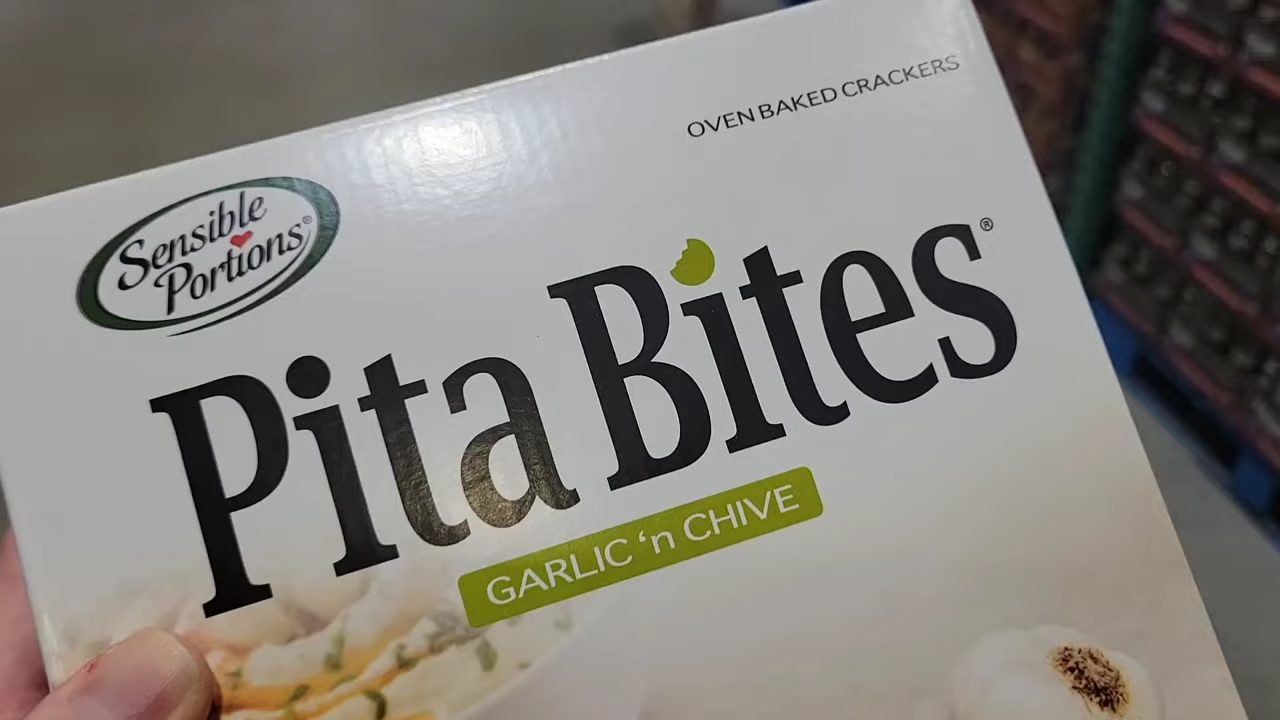 OVEN BAKED CRACKERS
Sensible
Portions®
Pita Bites®
GARLIC ‘n CHIVE